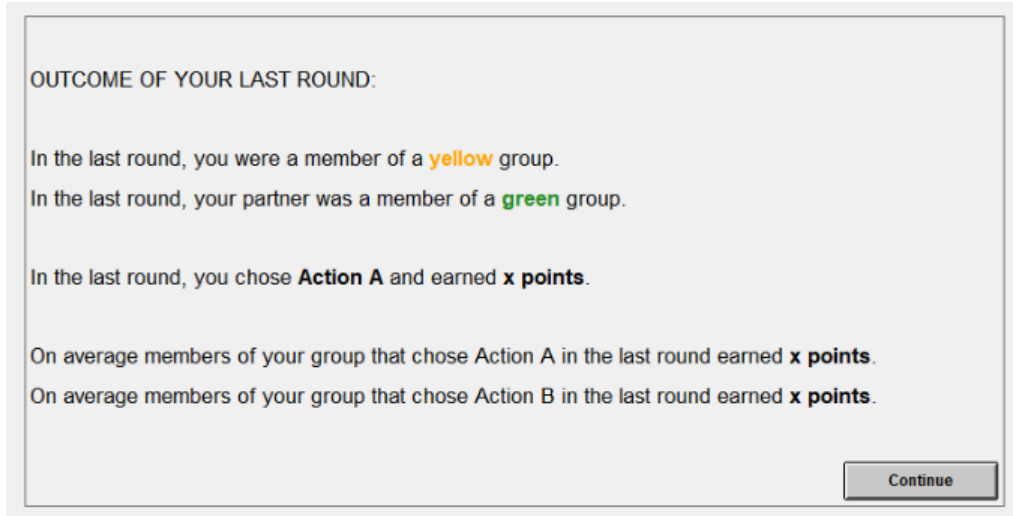 OUTCOME OF YOUR LAST ROUND:
In the last round, you were a member of a yellow group.
In the last round, your partner was a member of a green group.
In the last round, you chose Action A and earned x points.
On average members of your group that chose Action A in the last round earned x points.
On average members of your group that chose Action B in the last round earned x points.
Continue